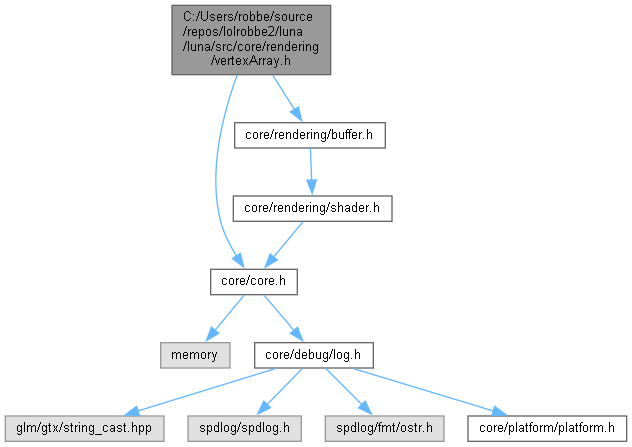 C:/Users/robbe/source
/repos/lolrobbe2/luna
/luna/src/core/rendering
/vertexArray.h
core/rendering/buffer.h
core/rendering/shader.h
core/core.h
memory
core/debug/log.h
glm/gtx/string_cast.hpp
spdlog/spdlog.h
spdlog/fmt/ostr.h
core/platform/platform.h